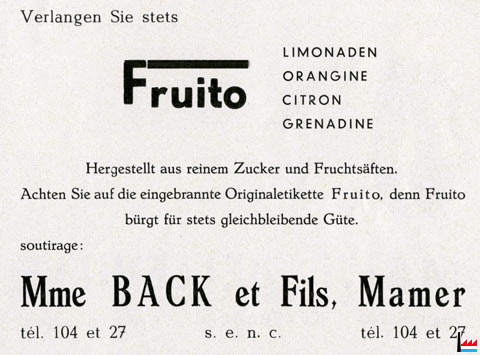 Verlangen Sie stets
Fruito
LIMONADEN
ORANGINE
CITRON
GRENADINE
Hergestellt aus reinem Zucker und Fruchtsäften.
Achten Sie auf die eingebrannte Originaletikette Fruito, denn Fruito
bürgt für stets gleichbleibende Güte.
soutirage:
Mme BACK et Fils, Mamer
tél. 104 et 27 s. e. n. c. tél. 104 et 27